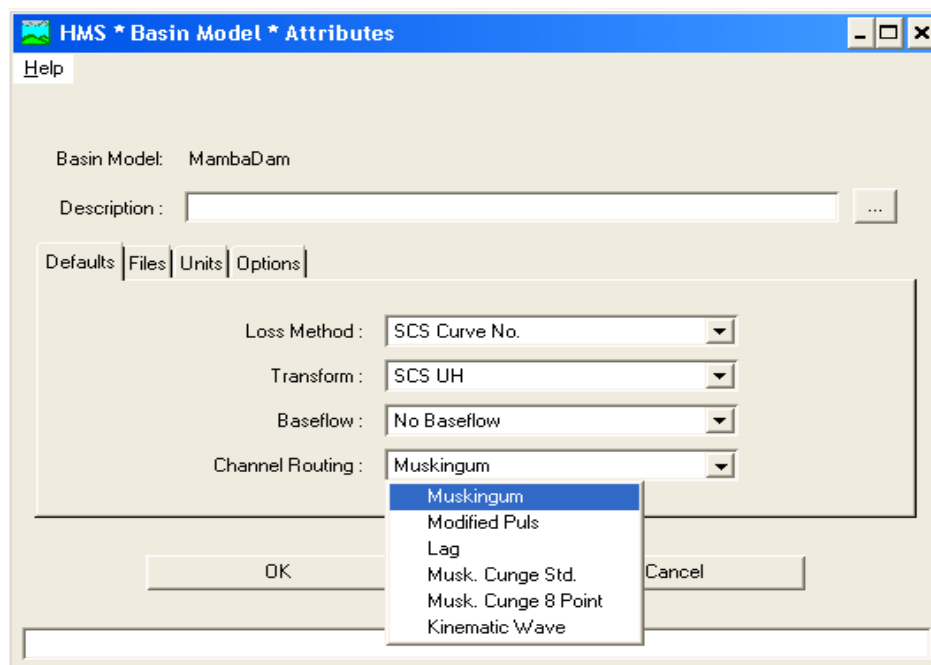 HMS * Basin Model * Attributes
Help
Basin Model: MambaDam
Description :
...
Defaults Files Units Options
Loss Method : SCS Curve No.
Transform : SCS UH
Baseflow : No Baseflow
Channel Routing : Muskingum
Muskingum
Modified Puls
Lag
Musk. Cunge Std.
OK Cancel
Musk. Cunge 8 Point
Kinematic Wave